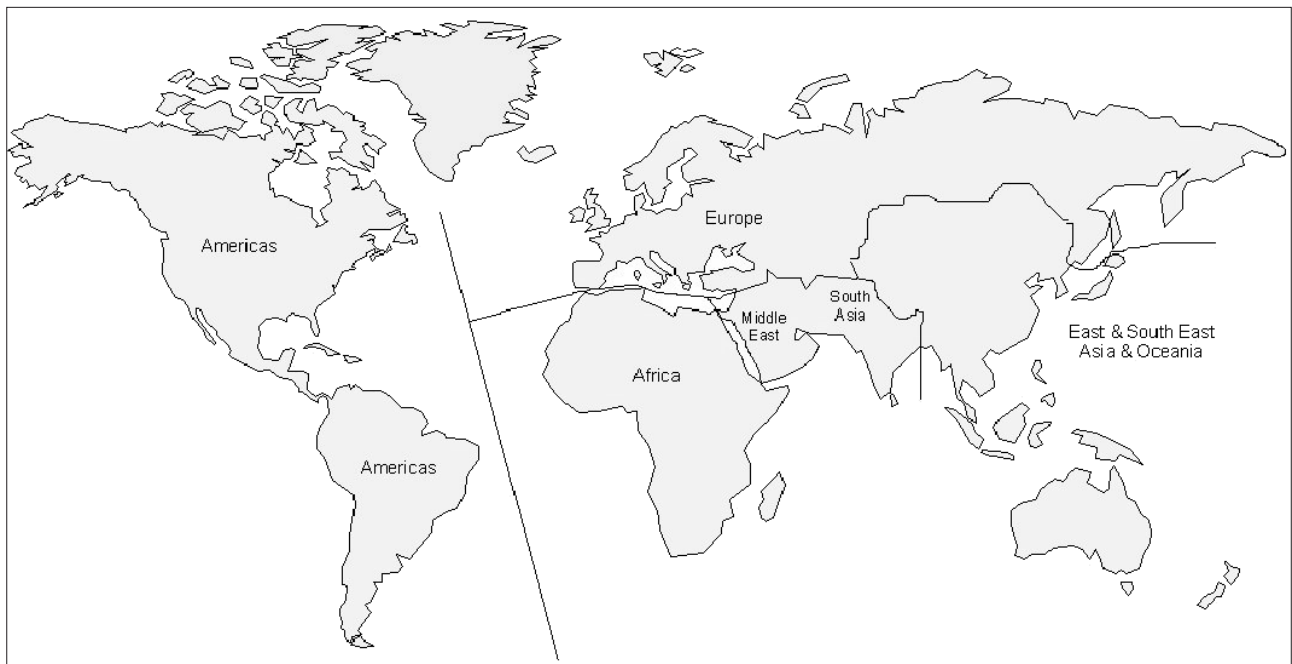 Europe
Americas
South
Asia
Middle
East
East & South East
Asia & Oceania
Africa
Americas